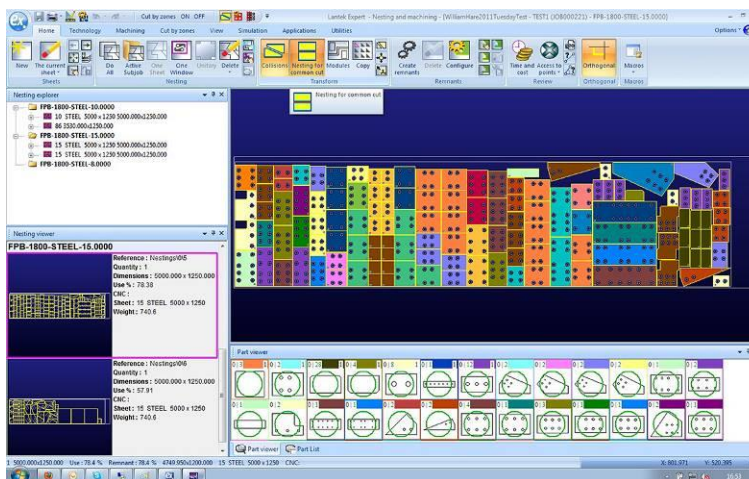 Cut by zones ON OFF
Lantek Expert - Nesting and machining - [WilliamHare2011TuesdayTest - TEST1 (JOB000221) - FPB-1800-STEEL-15.0000]
Home Technology Machining Cut by zones View Simulation Applications Utilities
Options
New The current sheet Do All Active Subjob One Sheet One Window Unitary Delete Collisions Nesting for common cut Modules Copy Create remnants Delete Configure Time and cost Access to points Orthogonal Macros
Sheets Nesting Transform Remnants Review Orthogonal Macros
Nesting for common cut
Nesting explorer
FPB-1800-STEEL-10.0000
10 STEEL 5000 x 1250 5000.000x1250.000
FPB-1800-STEEL-15.0000
15 STEEL 5000 x 1250 5000.000x1250.000
15 STEEL 5000 x 1250 5000.000x1250.000
FPB-1800-STEEL-8.0000
Nesting viewer
FPB-1800-STEEL-15.0000
Reference : Nestings\0\5
Quantity : 1
Dimensions : 5000.000 x 1250.000
Use % : 78.38
CNC :
Sheet : 15 STEEL 5000 x 1250
Weight : 740.6
Reference : Nestings\0\6
Quantity : 1
Dimensions : 5000.000 x 1250.000
Use % : 57.91
CNC :
Sheet : 15 STEEL 5000 x 1250
Weight : 740.6
Part viewer
Part viewer Part List
1 5000.000x1250.000 Use : 78.4 % Remnant : 78.4 % 4749.950x1200.000 15 STEEL 5000 x 1250 CNC:
X: 801.971 Y: 520.395
16:53